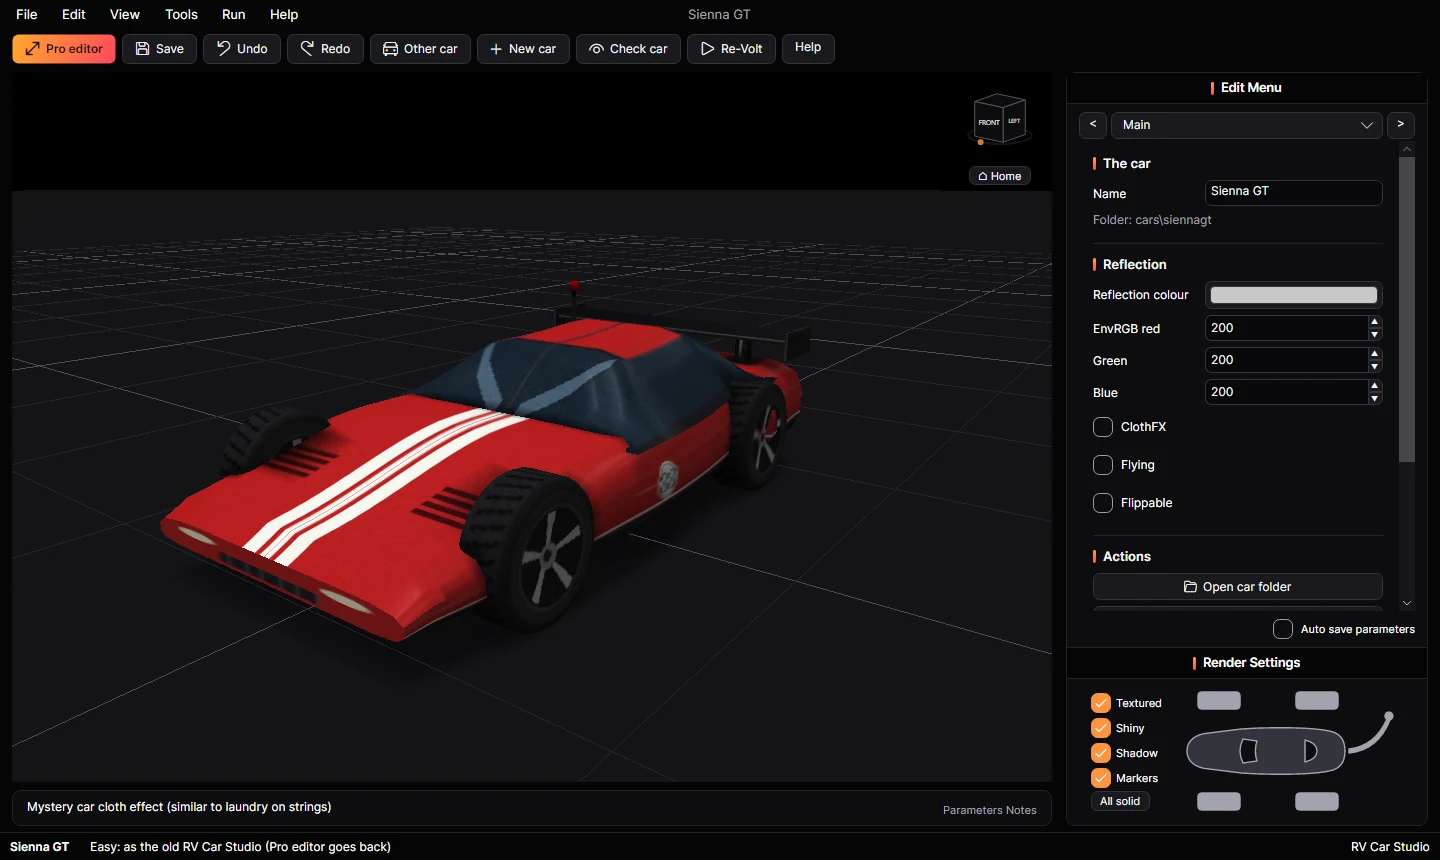 File Edit View Tools Run Help
Sienna GT
Pro editor Save Undo Redo Other car New car Check car Re-Volt Help
FRONT LEFT
Home
Edit Menu
< Main >
The car
Name Sienna GT
Folder: cars\siennagt
Reflection
Reflection colour
EnvRGB red 200
Green 200
Blue 200
ClothFX
Flying
Flippable
Actions
Open car folder
Auto save parameters
Render Settings
Textured
Shiny
Shadow
Markers
All solid
Mystery car cloth effect (similar to laundry on strings)
Parameters Notes
Sienna GT Easy: as the old RV Car Studio (Pro editor goes back)
RV Car Studio